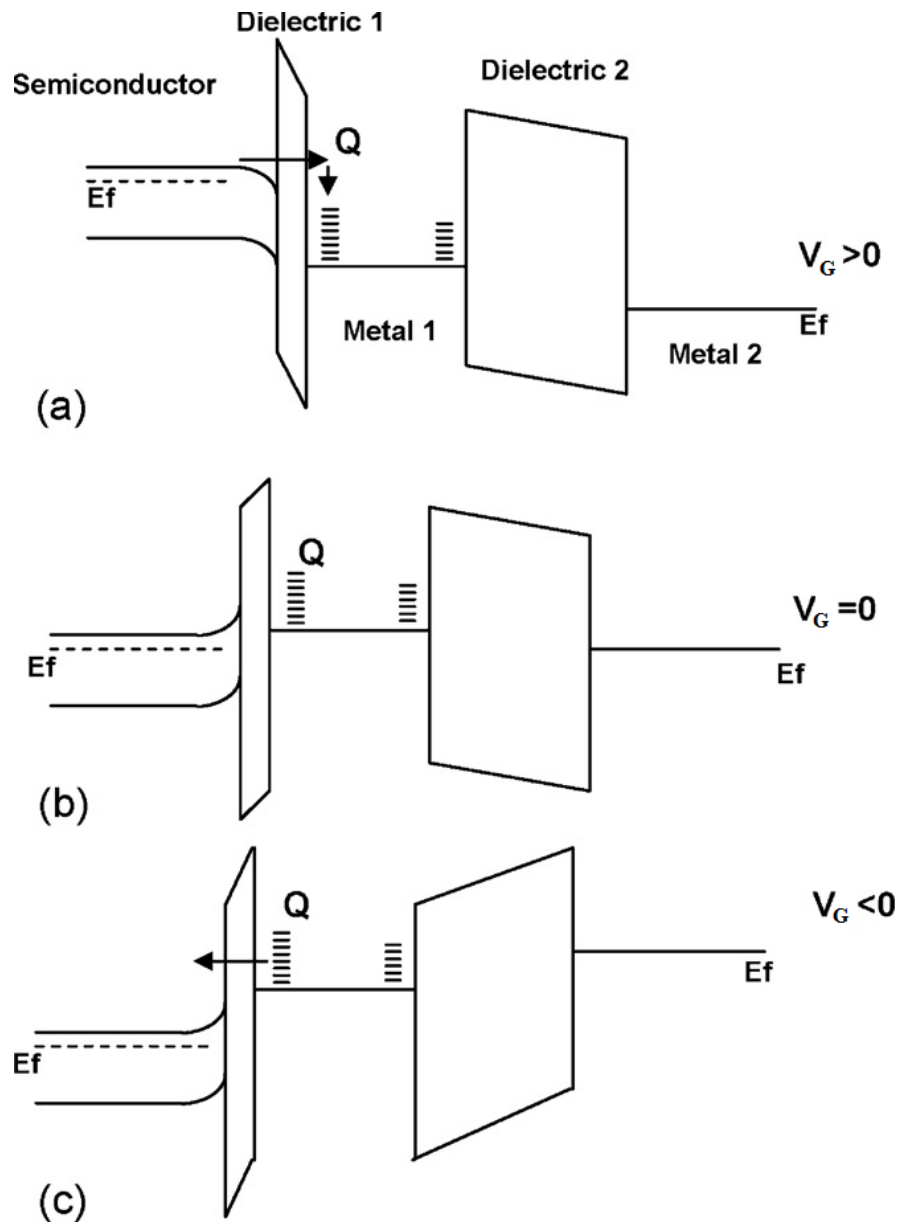 Dielectric 1
Semiconductor
Dielectric 2
Q
Ef
V_G >0
Metal 1
Ef
Metal 2
(a)
Q
V_G =0
Ef
Ef
(b)
Q
V_G <0
Ef
Ef
(c)